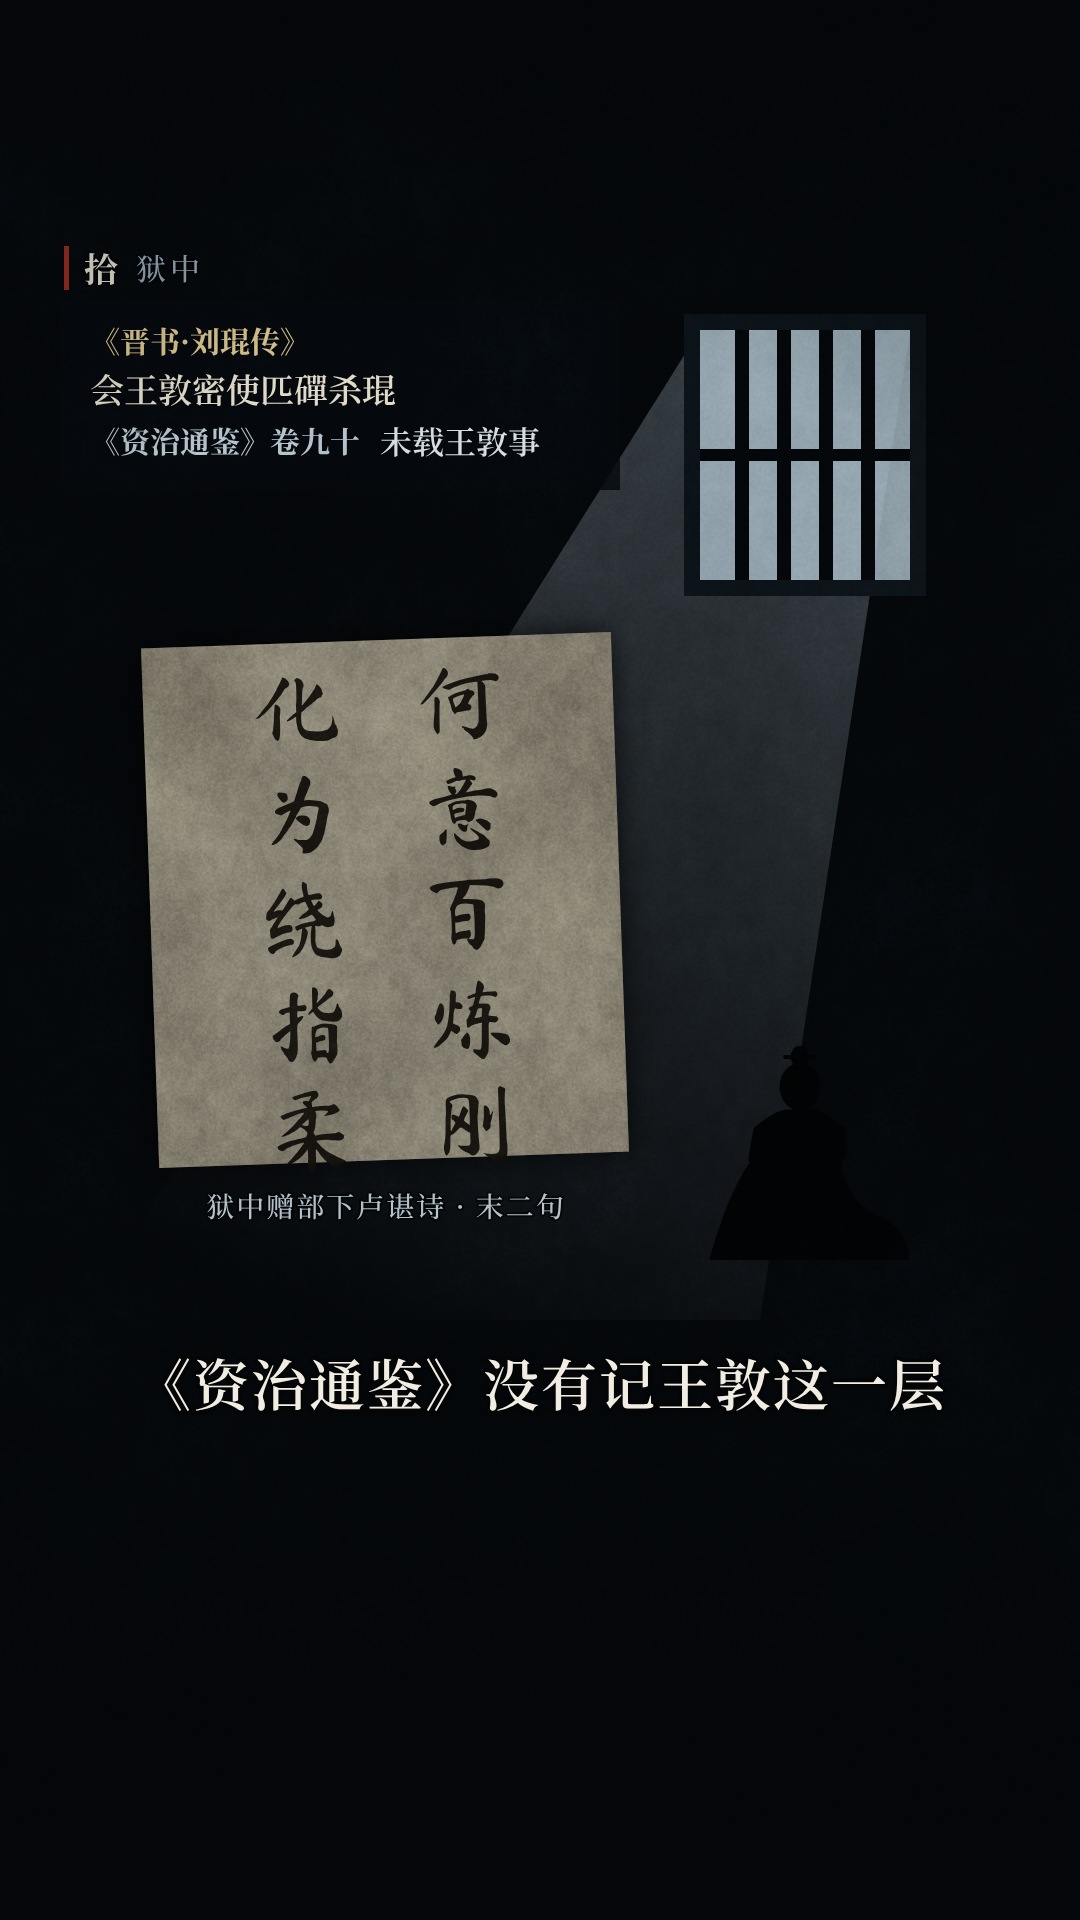 拾 狱中
《晋书·刘琨传》
会王敦密使匹磾杀琨
《资治通鉴》卷九十 未载王敦事
何意百炼刚
化为绕指柔
狱中赠部下卢谌诗·末二句
《资治通鉴》没有记王敦这一层